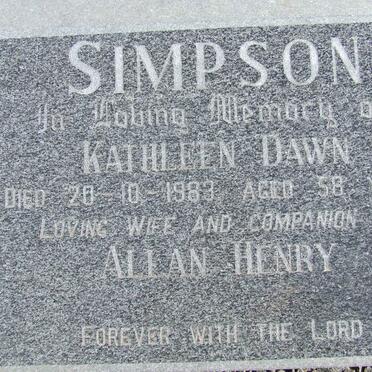 SIMPSON
In Loving Memory o
KATHLEEN DAWN
DIED 20-10-1983 AGED 58
LOVING WIFE AND COMPANION
ALLAN HENRY
FOREVER WITH THE LORD